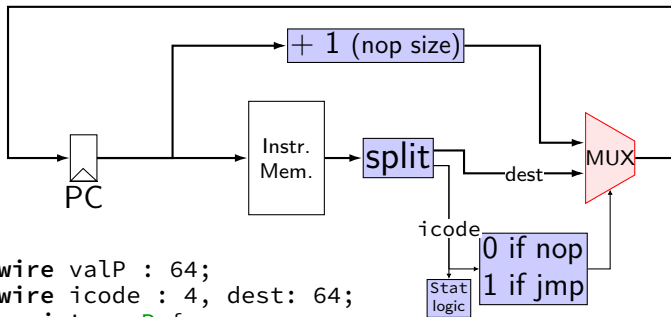 + 1 (nop size)
Instr.
Mem.
split
MUX
dest
PC
icode
0 if nop
1 if jmp
Stat
logic
wire valP : 64;
wire icode : 4, dest: 64;